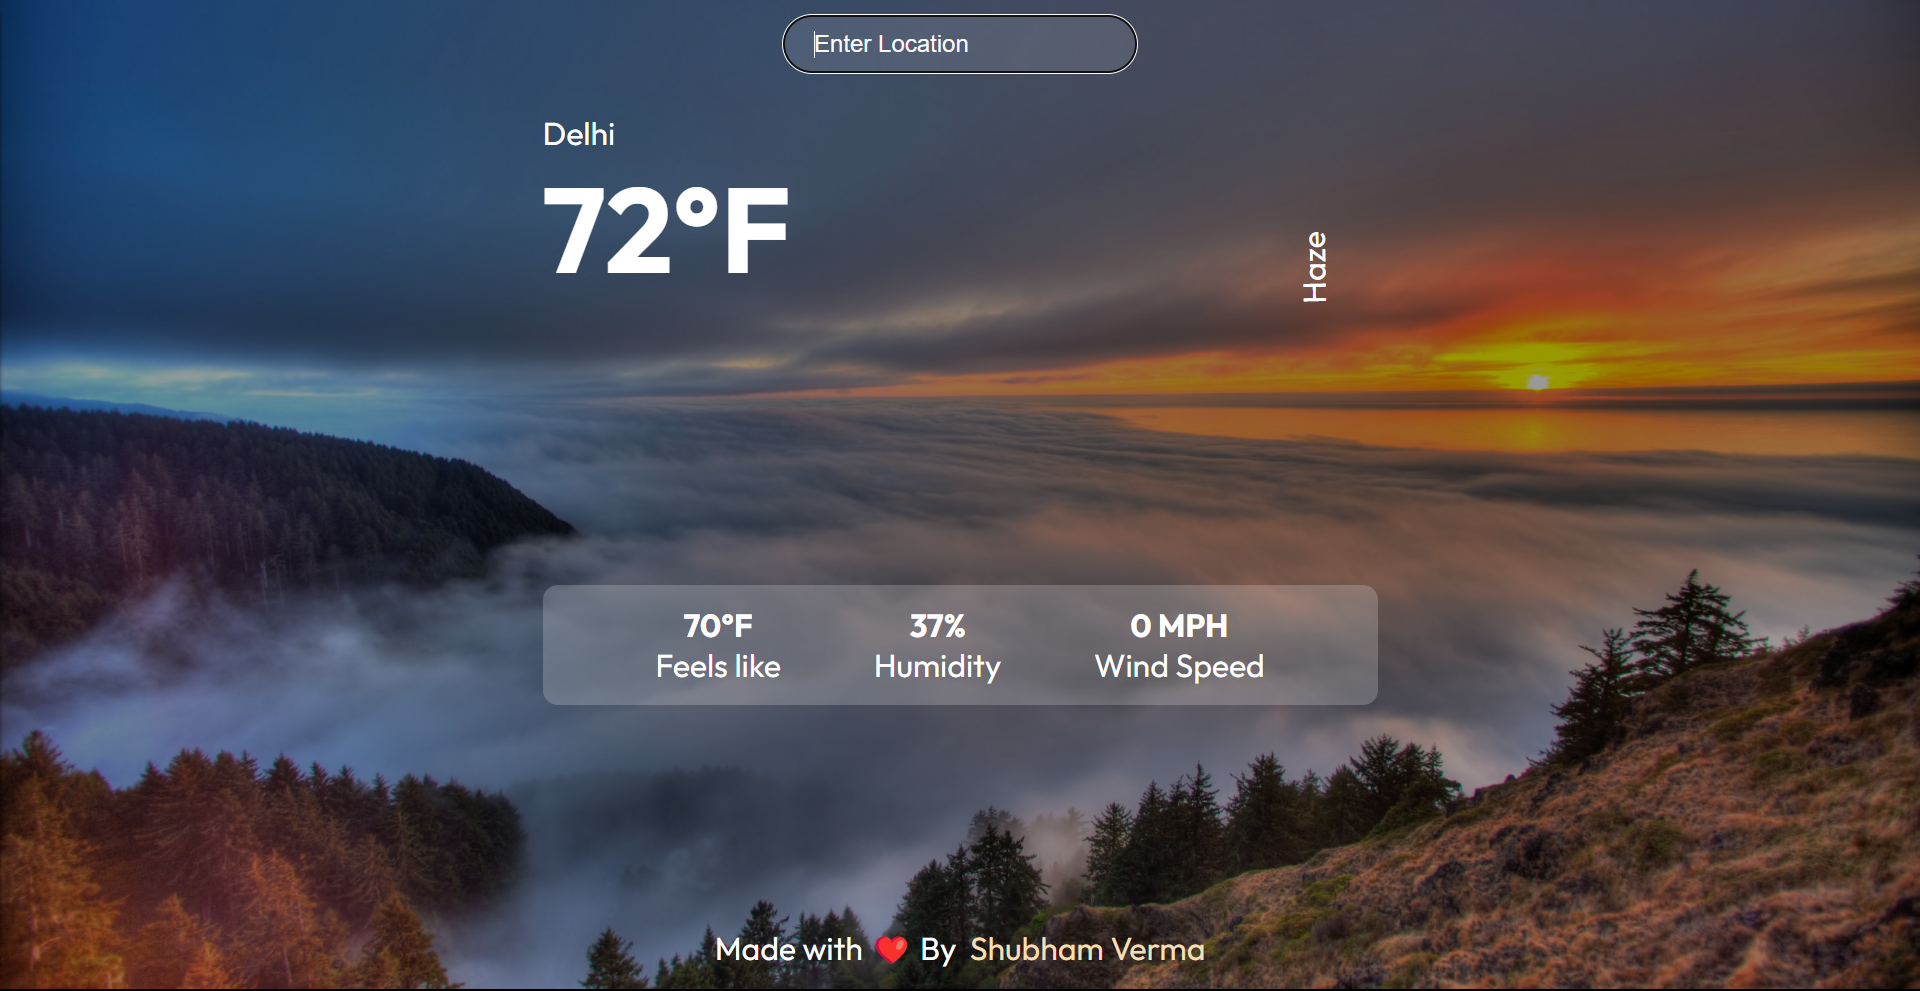 Enter Location
Delhi
72°F
Haze
70°F
Feels like
37%
Humidity
0 MPH
Wind Speed
Made with ❤️ By Shubham Verma